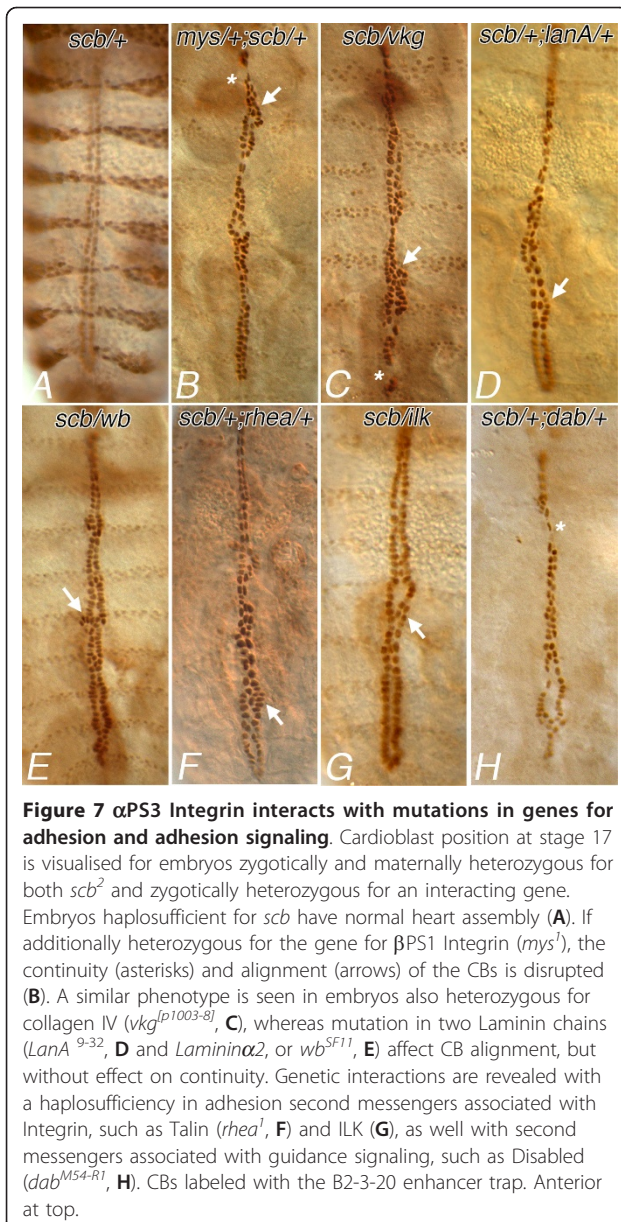 scb/+
mys/+;scb/+
scb/vkg
scb/+;lanA/+
*
*
A
B
C
D
scb/wb
scb/+;rhea/+
scb/ilk
scb/+;dab/+
*
E
F
G
H
Figure 7 αPS3 Integrin interacts with mutations in genes for
adhesion and adhesion signaling. Cardioblast position at stage 17
is visualised for embryos zygotically and maternally heterozygous for
both scb² and zygotically heterozygous for an interacting gene.
Embryos haplosufficient for scb have normal heart assembly (A). If
additionally heterozygous for the gene for βPS1 Integrin (mys¹), the
continuity (asterisks) and alignment (arrows) of the CBs is disrupted
(B). A similar phenotype is seen in embryos also heterozygous for
collagen IV (vkg[p1003-8], C), whereas mutation in two Laminin chains
(LanA 9-32, D and Lamininα2, or wbSF11, E) affect CB alignment, but
without effect on continuity. Genetic interactions are revealed with
a haplosufficiency in adhesion second messengers associated with
Integrin, such as Talin (rhea¹, F) and ILK (G), as well with second
messengers associated with guidance signaling, such as Disabled
(dabM54-R1, H). CBs labeled with the B2-3-20 enhancer trap. Anterior
at top.